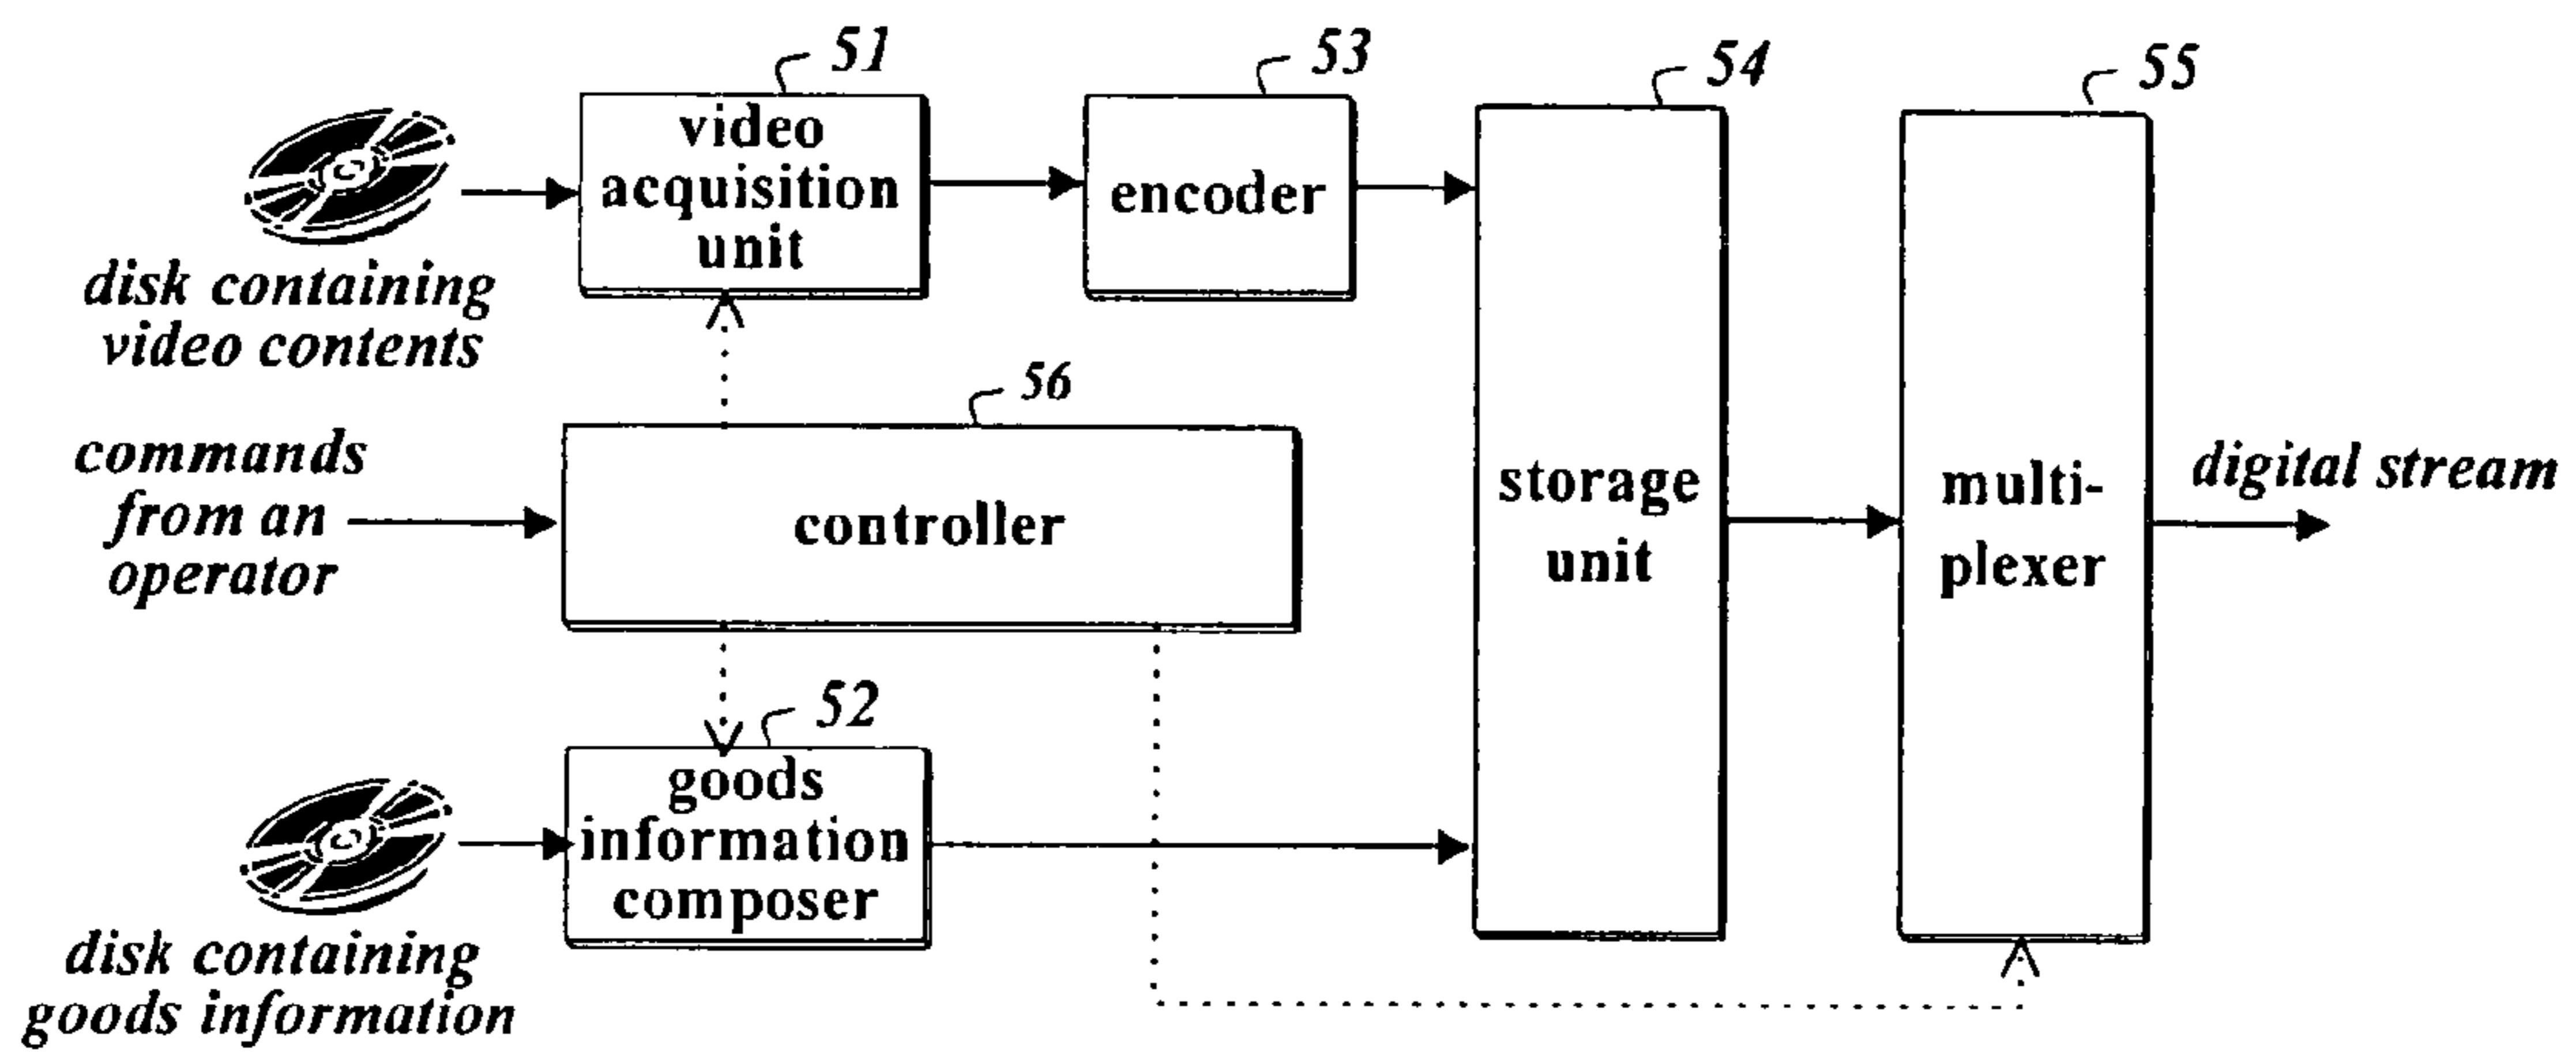 51
53
54
55
video
acquisition
unit
encoder
disk containing
video contents
56
commands
from an
operator
controller
storage
unit
multi-
plexer
digital stream
52
goods
information
composer
disk containing
goods information